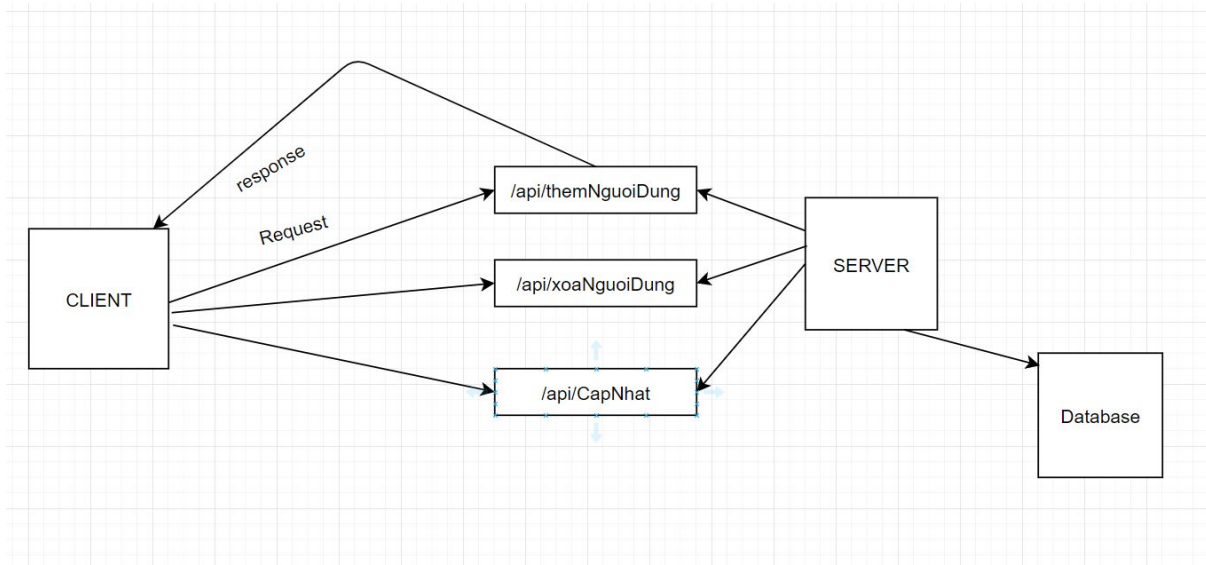 response
Request
/api/themNguoiDung
SERVER
/api/xoaNguoiDung
CLIENT
/api/CapNhat
Database